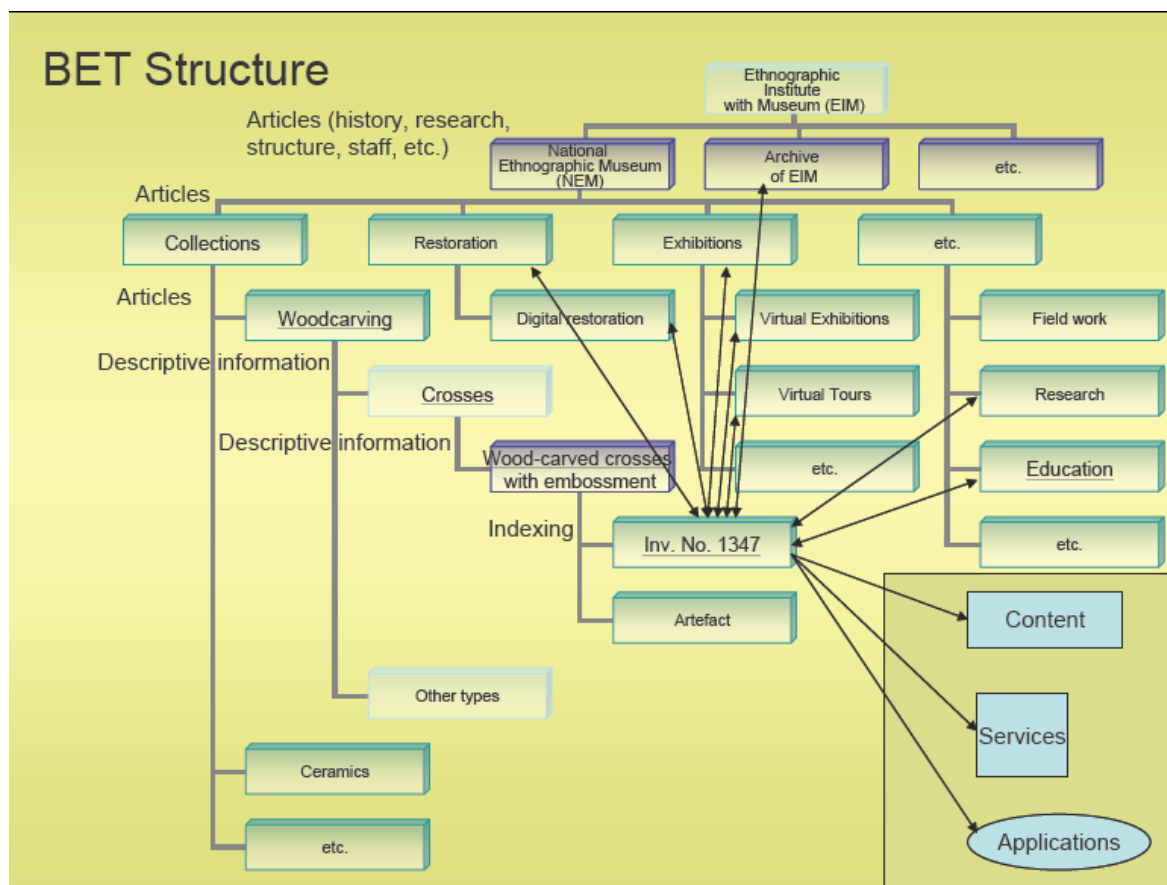 BET Structure
Ethnographic
Institute
with Museum (EIM)
Articles (history, research,
structure, staff, etc.)
National
Ethnographic Museum
(NEM)
Archive
of EIM
etc.
Articles
Collections
Restoration
Exhibitions
etc.
Articles
Woodcarving
Digital restoration
Virtual Exhibitions
Field work
Descriptive information
Crosses
Virtual Tours
Research
Descriptive information
Wood-carved crosses
with embossment
etc.
Education
Indexing
Inv. No. 1347
etc.
Artefact
Content
Other types
Services
Ceramics
etc.
Applications